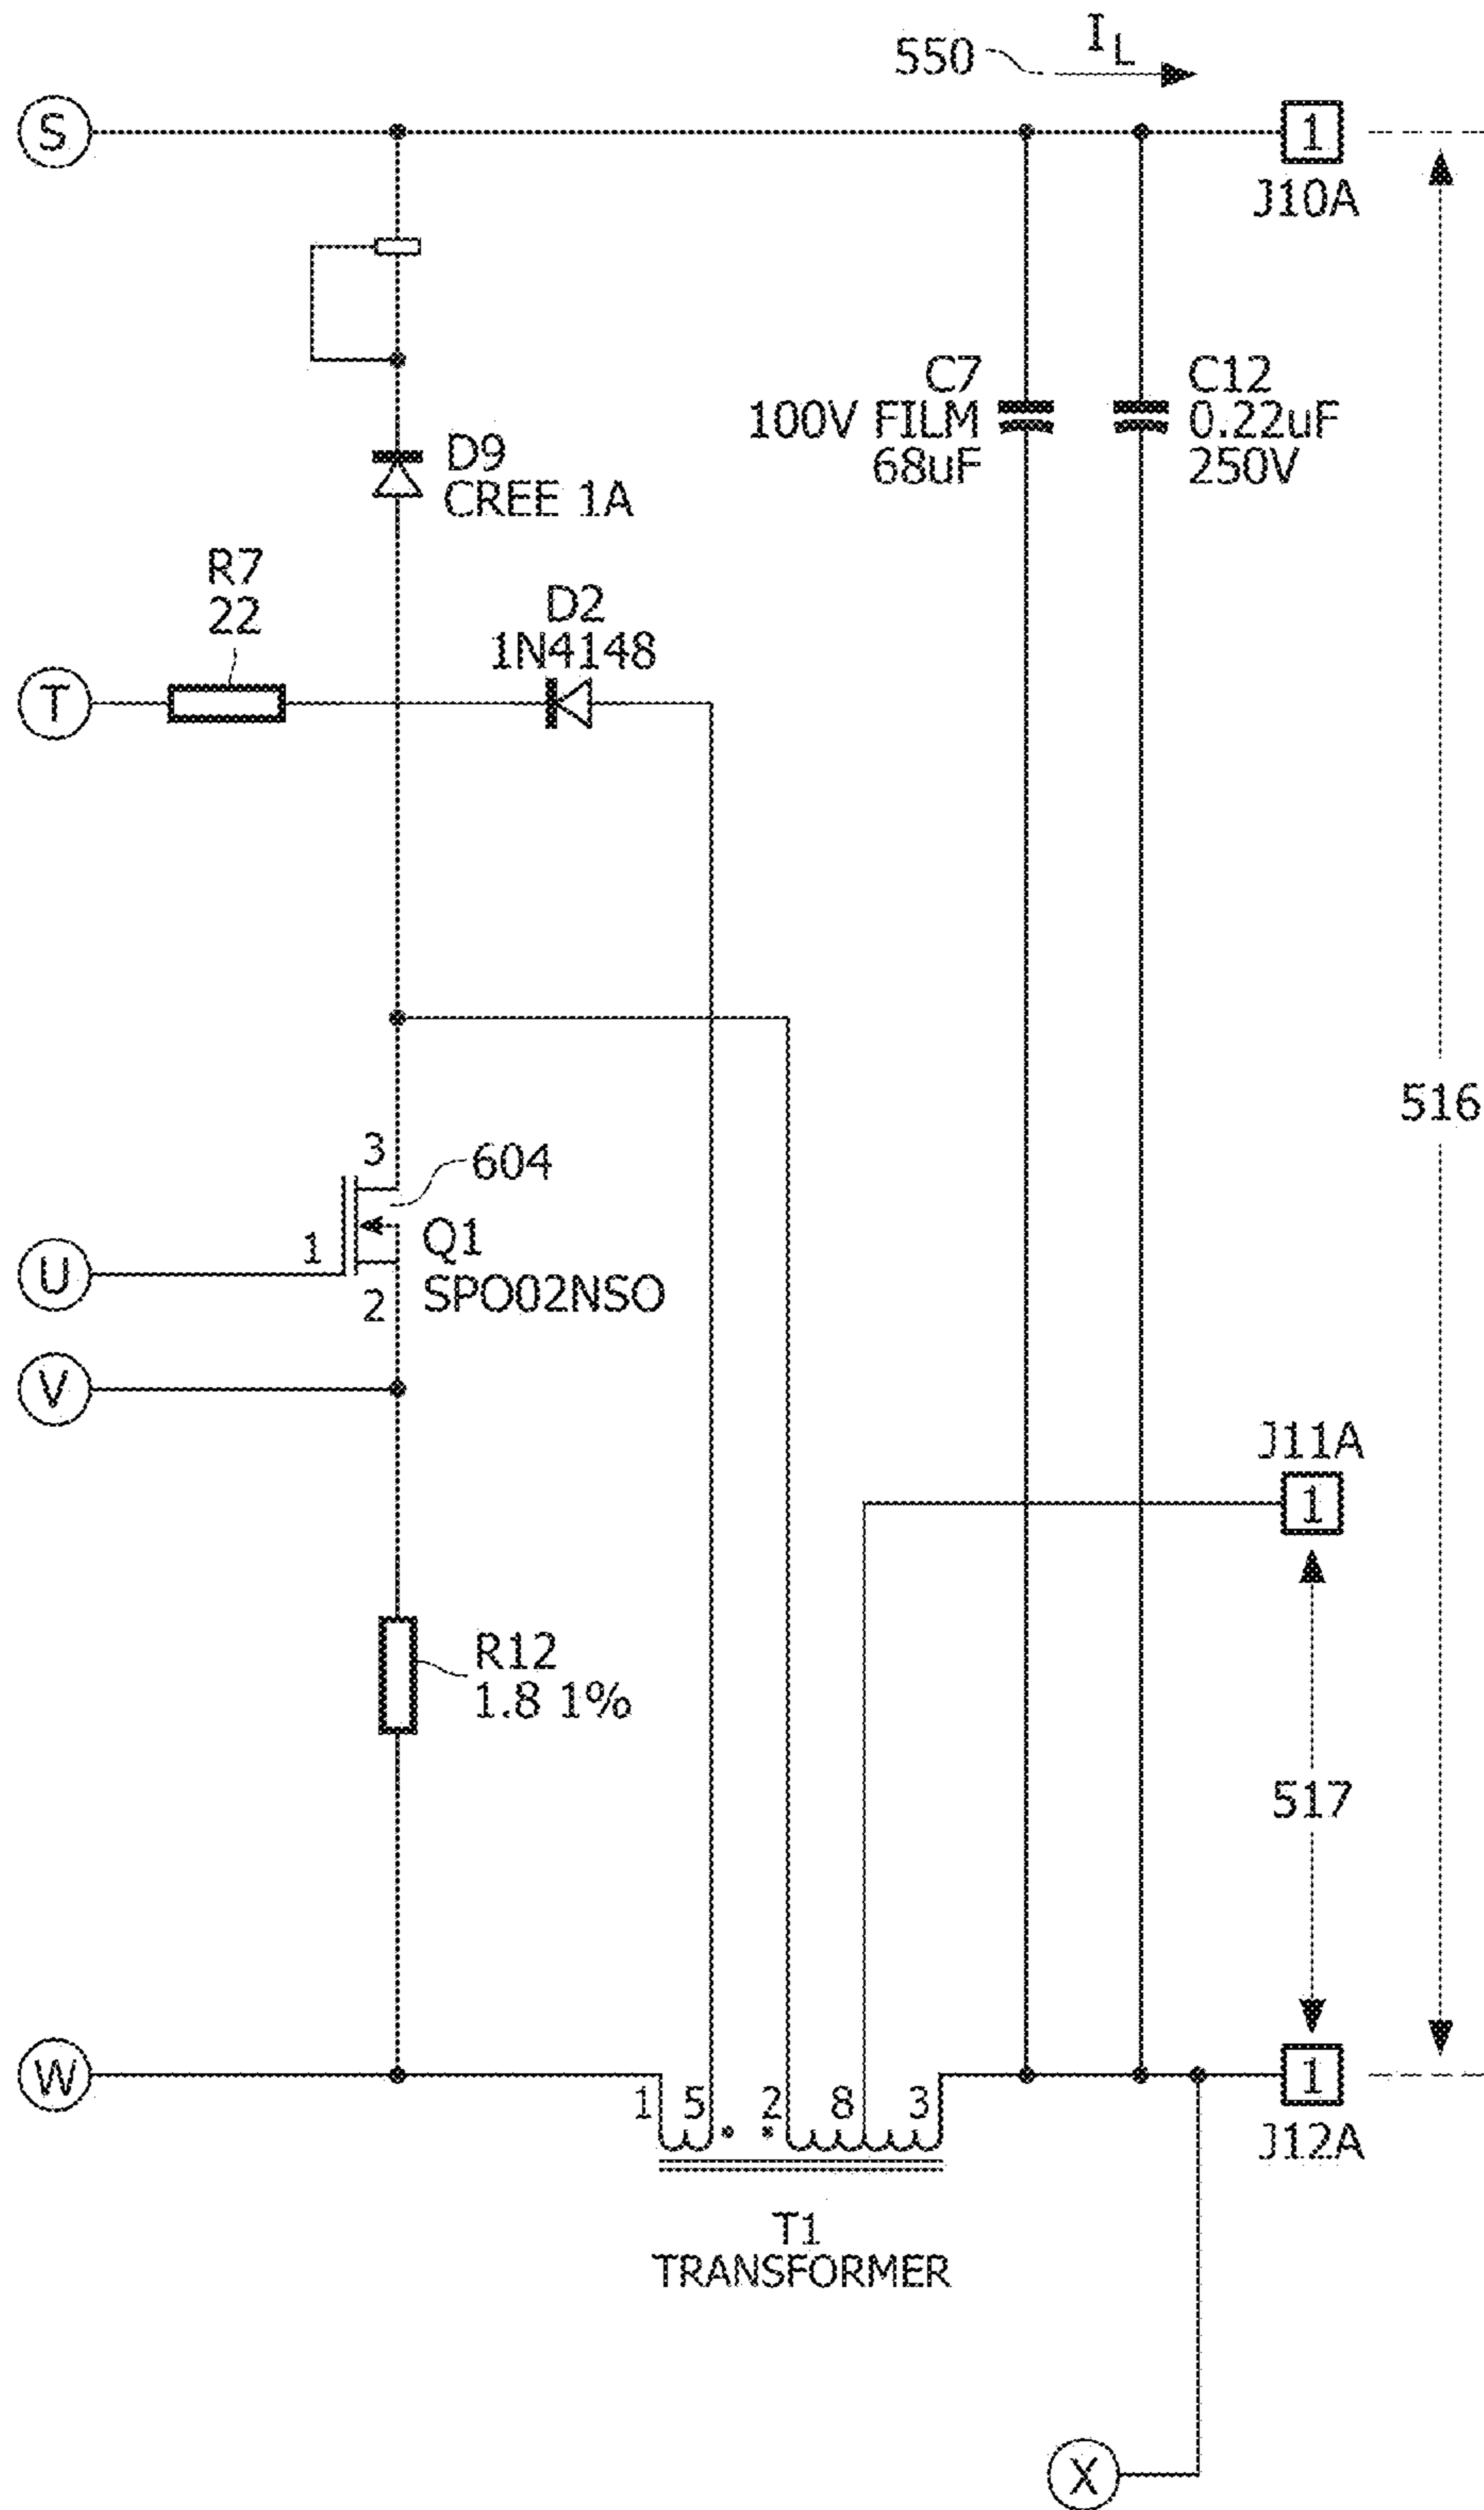 550
IL
S
1
J10A
C7
100V FILM
68uF
C12
0.22uF
250V
D9
CREE 1A
R7
22
D2
1N4148
T
516
3
604
1
Q1
SPO02NSO
U
2
V
J11A
1
R12
1.8 1%
517
W
1 5 2 8 3
1
J12A
T1
TRANSFORMER
X